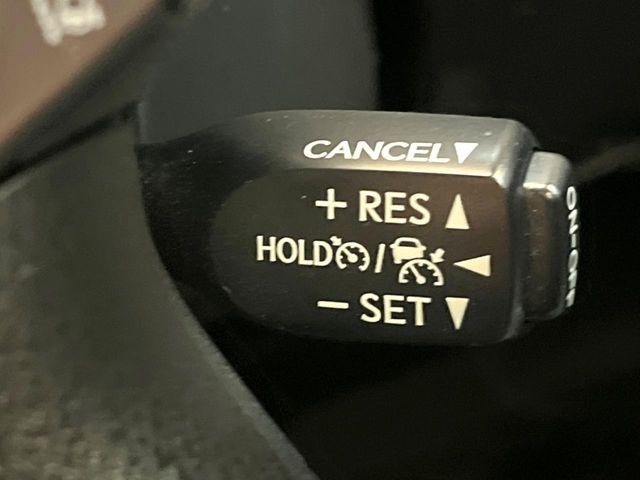 CANCEL▼
+ RES ▲
HOLD / ◀
− SET ▼
ON-OFF